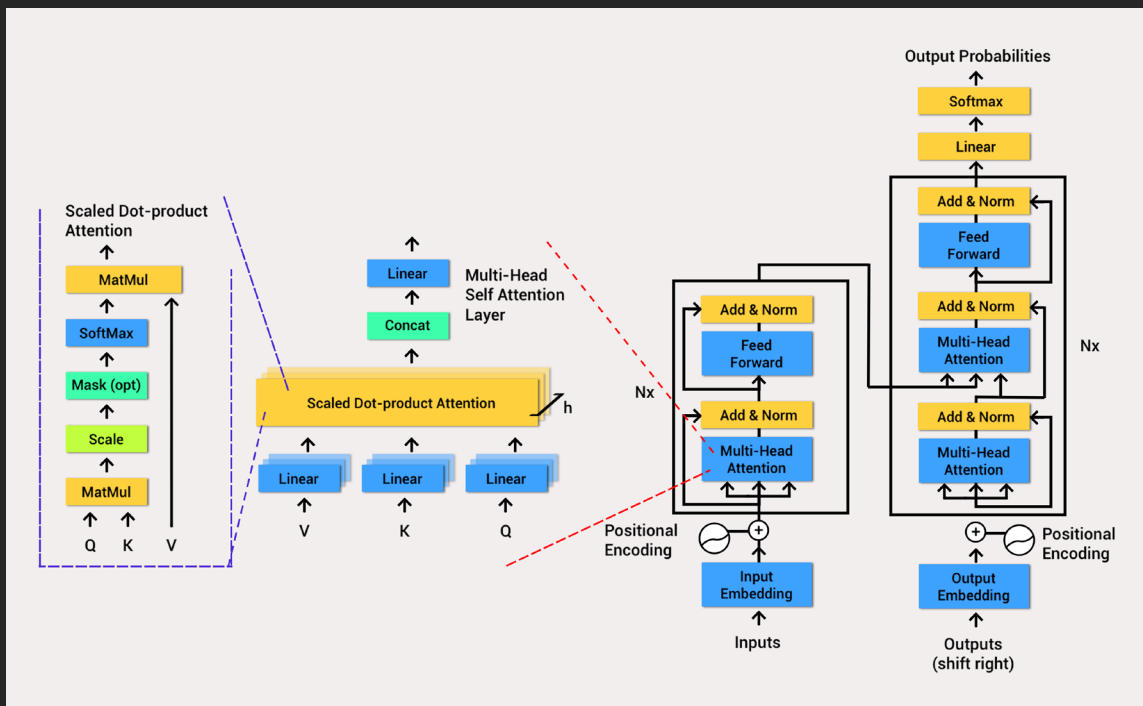 Scaled Dot-product
Attention
MatMul
SoftMax
Mask (opt)
Scale
MatMul
Q K V
Linear
Multi-Head
Self Attention
Layer
Concat
Scaled Dot-product Attention
h
Linear Linear Linear
V K Q
Nx
Add & Norm
Feed
Forward
Add & Norm
Multi-Head
Attention
Positional
Encoding
+
Input
Embedding
Inputs
Output Probabilities
Softmax
Linear
Add & Norm
Feed
Forward
Add & Norm
Multi-Head
Attention
Nx
Add & Norm
Multi-Head
Attention
+
Positional
Encoding
Output
Embedding
Outputs
(shift right)